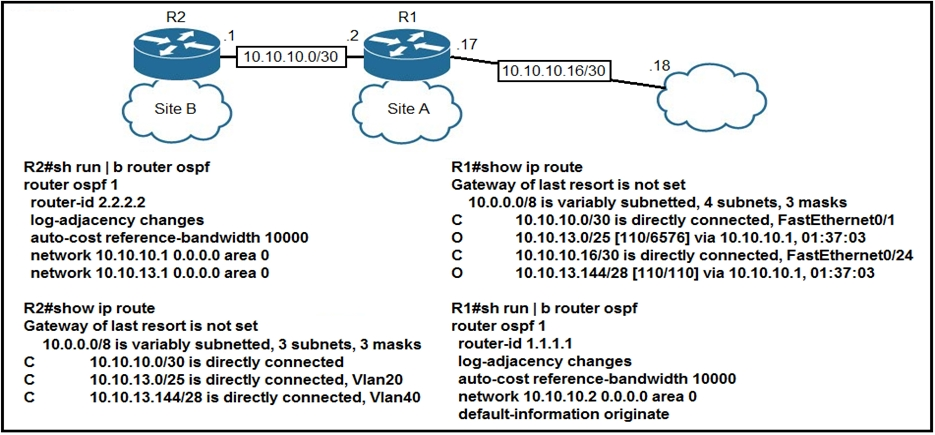 R2
R1
.1
10.10.10.0/30
.2
.17
10.10.10.16/30
.18
Site B
Site A
R2#sh run | b router ospf
router ospf 1
router-id 2.2.2.2
log-adjacency changes
auto-cost reference-bandwidth 10000
network 10.10.10.1 0.0.0.0 area 0
network 10.10.13.1 0.0.0.0 area 0
R2#show ip route
Gateway of last resort is not set
10.0.0.0/8 is variably subnetted, 3 subnets, 3 masks
C 10.10.10.0/30 is directly connected
C 10.10.13.0/25 is directly connected, Vlan20
C 10.10.13.144/28 is directly connected, Vlan40
R1#show ip route
Gateway of last resort is not set
10.0.0.0/8 is variably subnetted, 4 subnets, 3 masks
C 10.10.10.0/30 is directly connected, FastEthernet0/1
O 10.10.13.0/25 [110/6576] via 10.10.10.1, 01:37:03
C 10.10.10.16/30 is directly connected, FastEthernet0/24
O 10.10.13.144/28 [110/110] via 10.10.10.1, 01:37:03
R1#sh run | b router ospf
router ospf 1
router-id 1.1.1.1
log-adjacency changes
auto-cost reference-bandwidth 10000
network 10.10.10.2 0.0.0.0 area 0
default-information originate